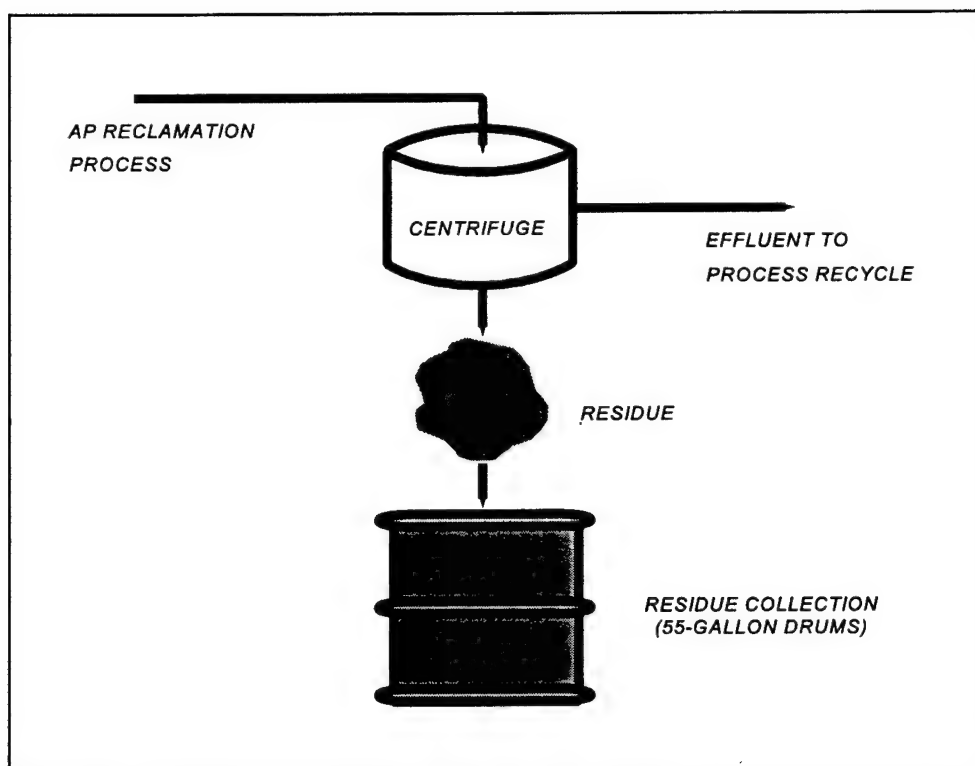 AP RECLAMATION
PROCESS
CENTRIFUGE
EFFLUENT TO
PROCESS RECYCLE
RESIDUE
RESIDUE COLLECTION
(55-GALLON DRUMS)